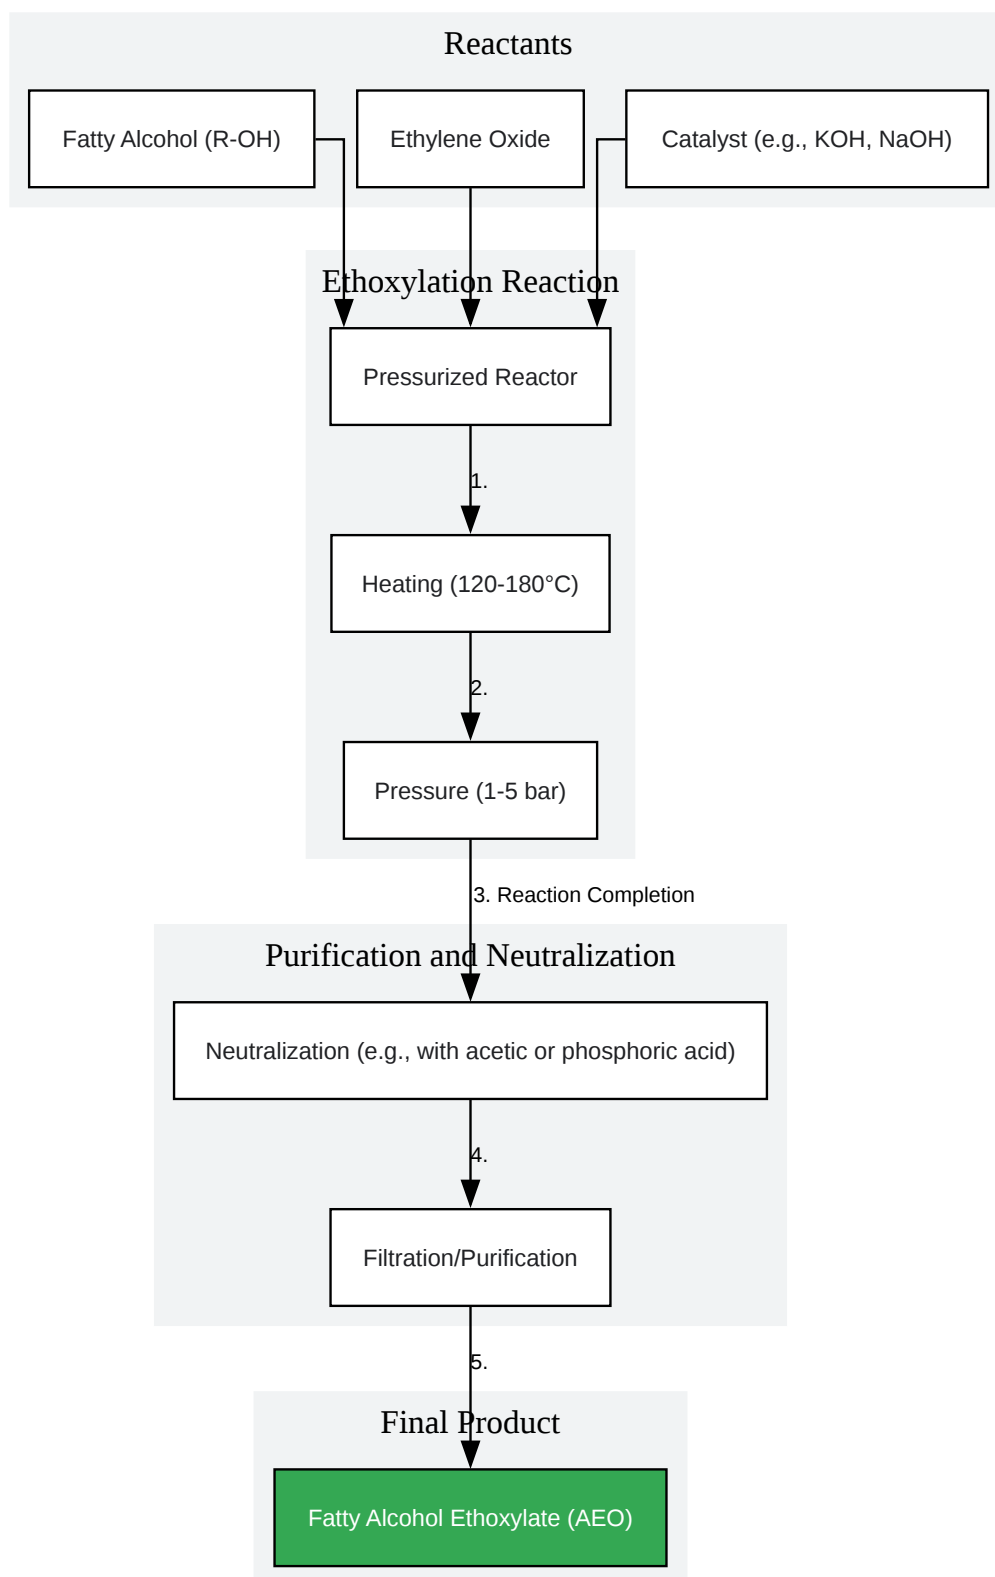 Reactants
Fatty Alcohol (R-OH)
Ethylene Oxide
Catalyst (e.g., KOH, NaOH)
Ethoxylation Reaction
Pressurized Reactor
1.
Heating (120-180°C)
2.
Pressure (1-5 bar)
3. Reaction Completion
Purification and Neutralization
Neutralization (e.g., with acetic or phosphoric acid)
4.
Filtration/Purification
5.
Final Product
Fatty Alcohol Ethoxylate (AEO)